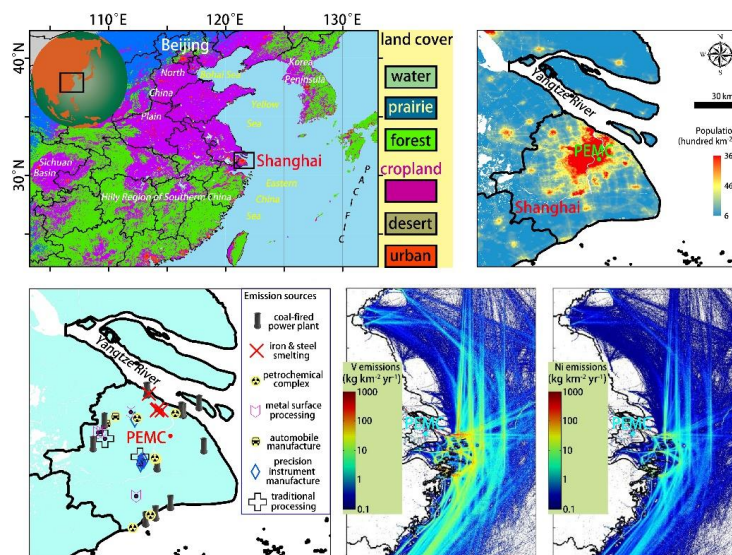 110°E
120°E
130°E
40°N
30°N
Beijing
North
China
Plain
Bohai Sea
Korea
Peninsula
Yellow
Sea
Sichuan
Basin
Shanghai
Hilly Region of Southern China
Eastern
China
Sea
PACIFIC
land cover
water
prairie
forest
cropland
desert
urban
Yangtze River
PEMC
Shanghai
N
W
E
S
30 km
Population
(hundred km⁻²
36
6
Yangtze River
PEMC
Emission sources
coal-fired
power plant
iron & steel
smelting
petrochemical
complex
metal surface
processing
automobile
manufacture
precision
instrument
manufacture
traditional
processing
V emissions
(kg km⁻² yr⁻¹)
1000
100
10
1
0.1
PEMC
Ni emissions
(kg km⁻² yr⁻¹)
1000
100
10
1
0.1
PEMC